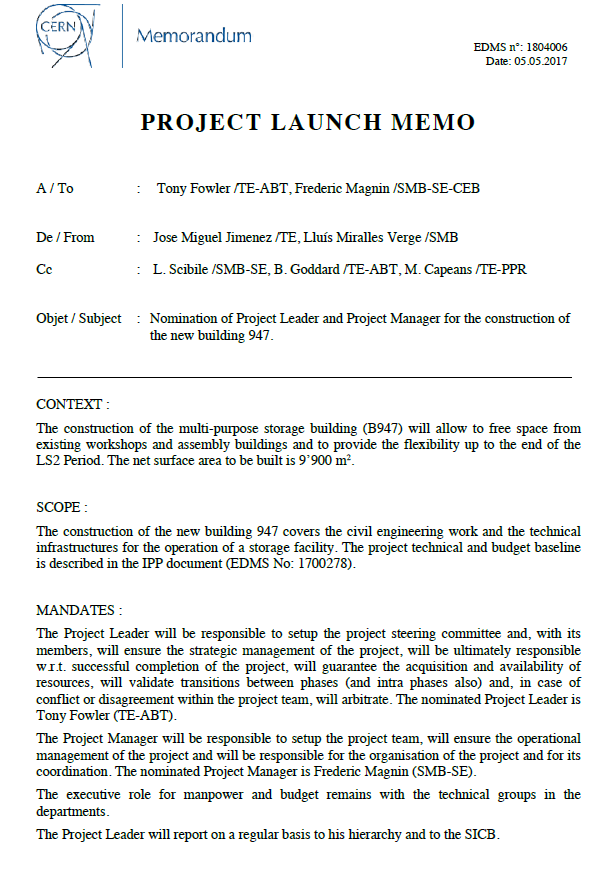 CERN
Memorandum
EDMS n°: 1804006
Date: 05.05.2017
PROJECT LAUNCH MEMO
A / To : Tony Fowler /TE-ABT, Frederic Magnin /SMB-SE-CEB
De / From : Jose Miguel Jimenez /TE, Lluís Miralles Verge /SMB
Cc : L. Scibile /SMB-SE, B. Goddard /TE-ABT, M. Capeans /TE-PPR
Objet / Subject : Nomination of Project Leader and Project Manager for the construction of
the new building 947.
CONTEXT :
The construction of the multi-purpose storage building (B947) will allow to free space from
existing workshops and assembly buildings and to provide the flexibility up to the end of the
LS2 Period. The net surface area to be built is 9’900 m².
SCOPE :
The construction of the new building 947 covers the civil engineering work and the technical
infrastructures for the operation of a storage facility. The project technical and budget baseline
is described in the IPP document (EDMS No: 1700278).
MANDATES :
The Project Leader will be responsible to setup the project steering committee and, with its
members, will ensure the strategic management of the project, will be ultimately responsible
w.r.t. successful completion of the project, will guarantee the acquisition and availability of
resources, will validate transitions between phases (and intra phases also) and, in case of
conflict or disagreement within the project team, will arbitrate. The nominated Project Leader is
Tony Fowler (TE-ABT).
The Project Manager will be responsible to setup the project team, will ensure the operational
management of the project and will be responsible for the organisation of the project and for its
coordination. The nominated Project Manager is Frederic Magnin (SMB-SE).
The executive role for manpower and budget remains with the technical groups in the
departments.
The Project Leader will report on a regular basis to his hierarchy and to the SICB.